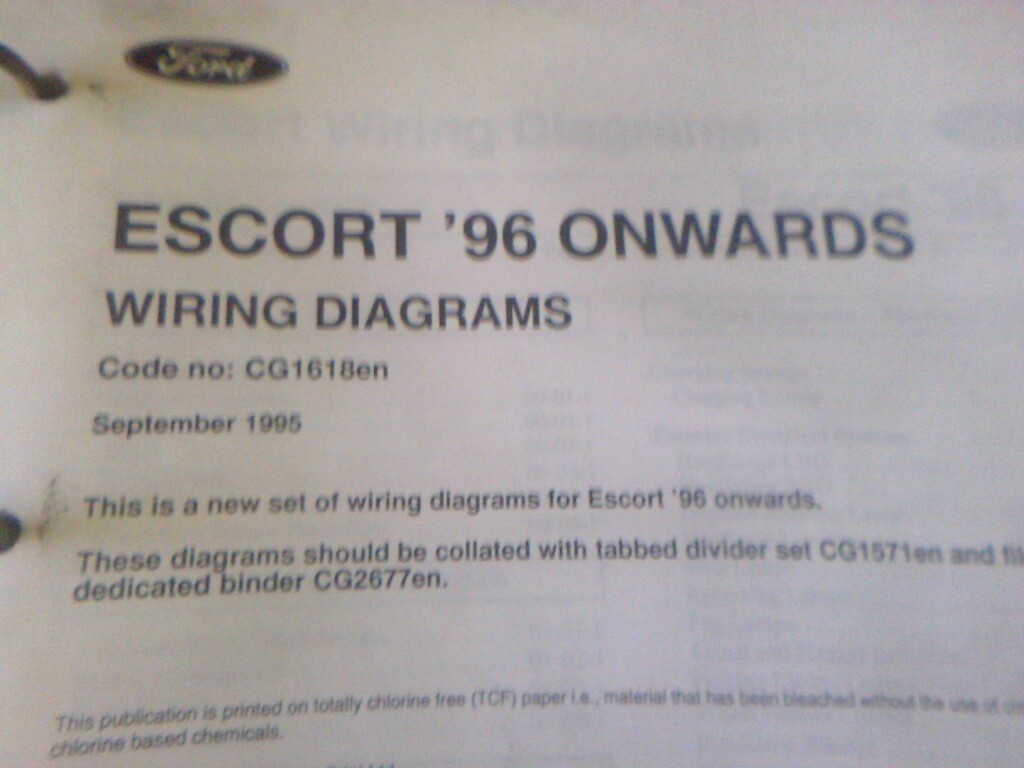 Ford
ESCORT '96 ONWARDS
WIRING DIAGRAMS
Code no: CG1618en
September 1995
This is a new set of wiring diagrams for Escort '96 onwards.
These diagrams should be collated with tabbed divider set CG1571en and
dedicated binder CG2677en.
This publication is printed on totally chlorine free (TCF) paper i.e., material that has been bleached without the use of
chlorine based chemicals.